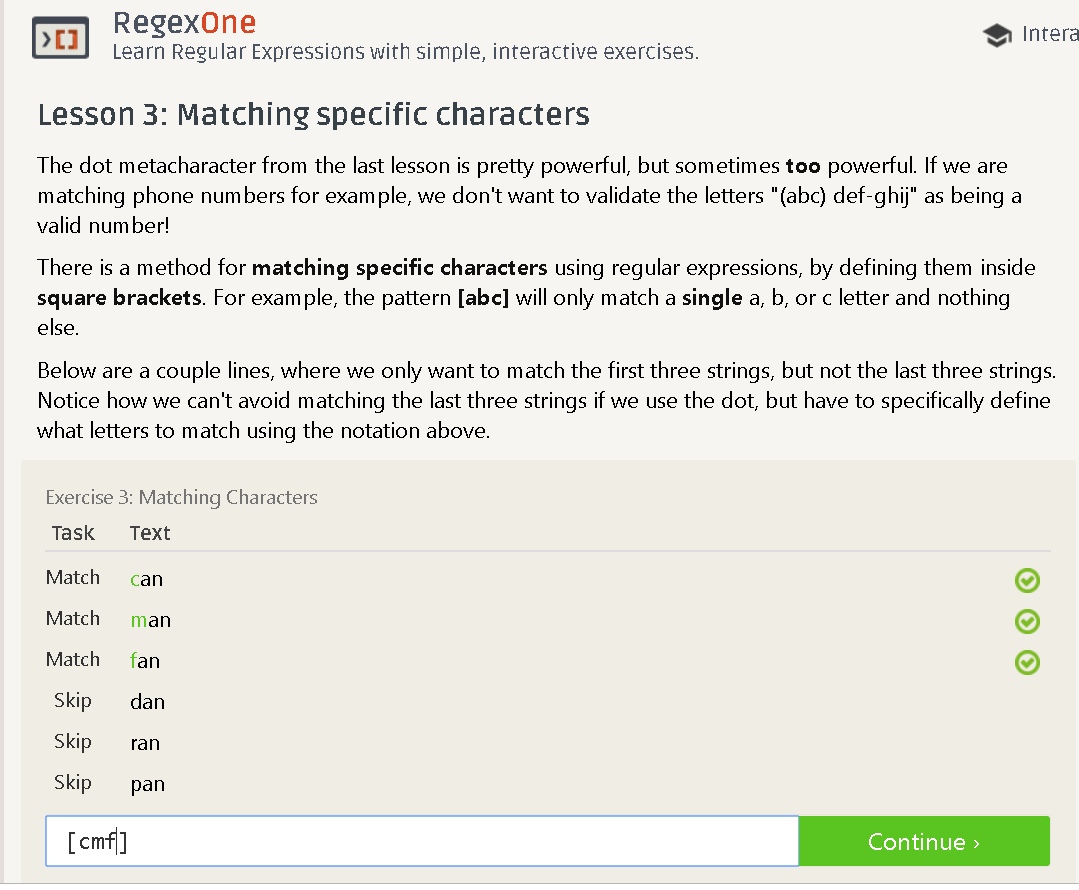 RegexOne
Learn Regular Expressions with simple, interactive exercises.
Lesson 3: Matching specific characters
The dot metacharacter from the last lesson is pretty powerful, but sometimes too powerful. If we are
matching phone numbers for example, we don't want to validate the letters "(abc) def-ghij" as being a
valid number!
There is a method for matching specific characters using regular expressions, by defining them inside
square brackets. For example, the pattern [abc] will only match a single a, b, or c letter and nothing
else.
Below are a couple lines, where we only want to match the first three strings, but not the last three strings.
Notice how we can't avoid matching the last three strings if we use the dot, but have to specifically define
what letters to match using the notation above.
Exercise 3: Matching Characters
Task Text
Match can
Match man
Match fan
Skip dan
Skip ran
Skip pan
[cmf]
Continue ›